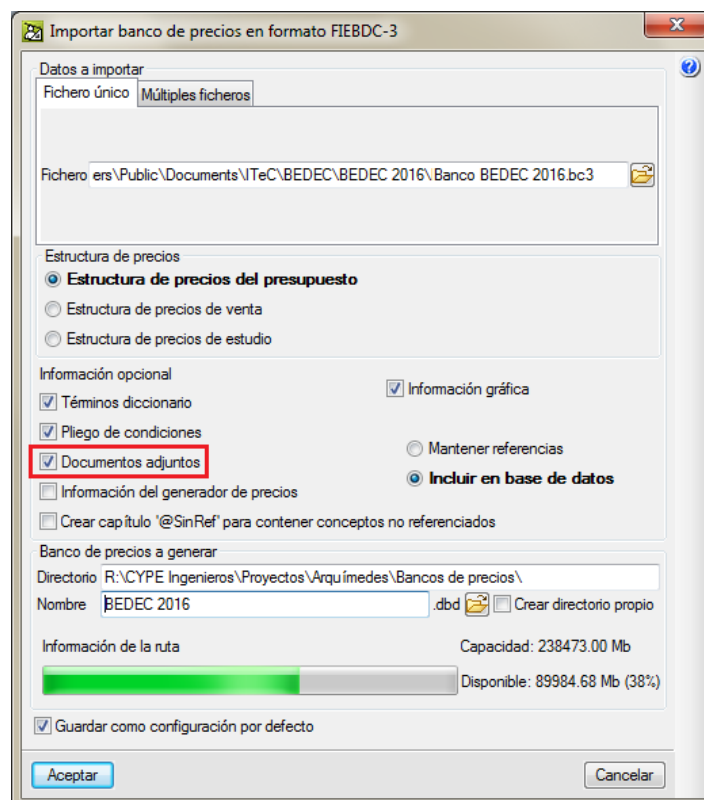 Importar banco de precios en formato FIEBDC-3
Datos a importar
Fichero único Múltiples ficheros
Fichero ers\Public\Documents\ITeC\BEDEC\BEDEC 2016\Banco BEDEC 2016.bc3
Estructura de precios
Estructura de precios del presupuesto
Estructura de precios de venta
Estructura de precios de estudio
Información opcional
Información gráfica
Términos diccionario
Pliego de condiciones
Mantener referencias
Documentos adjuntos
Incluir en base de datos
Información del generador de precios
Crear capítulo '@SinRef' para contener conceptos no referenciados
Banco de precios a generar
Directorio R:\CYPE Ingenieros\Proyectos\Arquímedes\Bancos de precios\
Nombre BEDEC 2016 .dbd Crear directorio propio
Información de la ruta Capacidad: 238473.00 Mb
Disponible: 89984.68 Mb (38%)
Guardar como configuración por defecto
Aceptar Cancelar